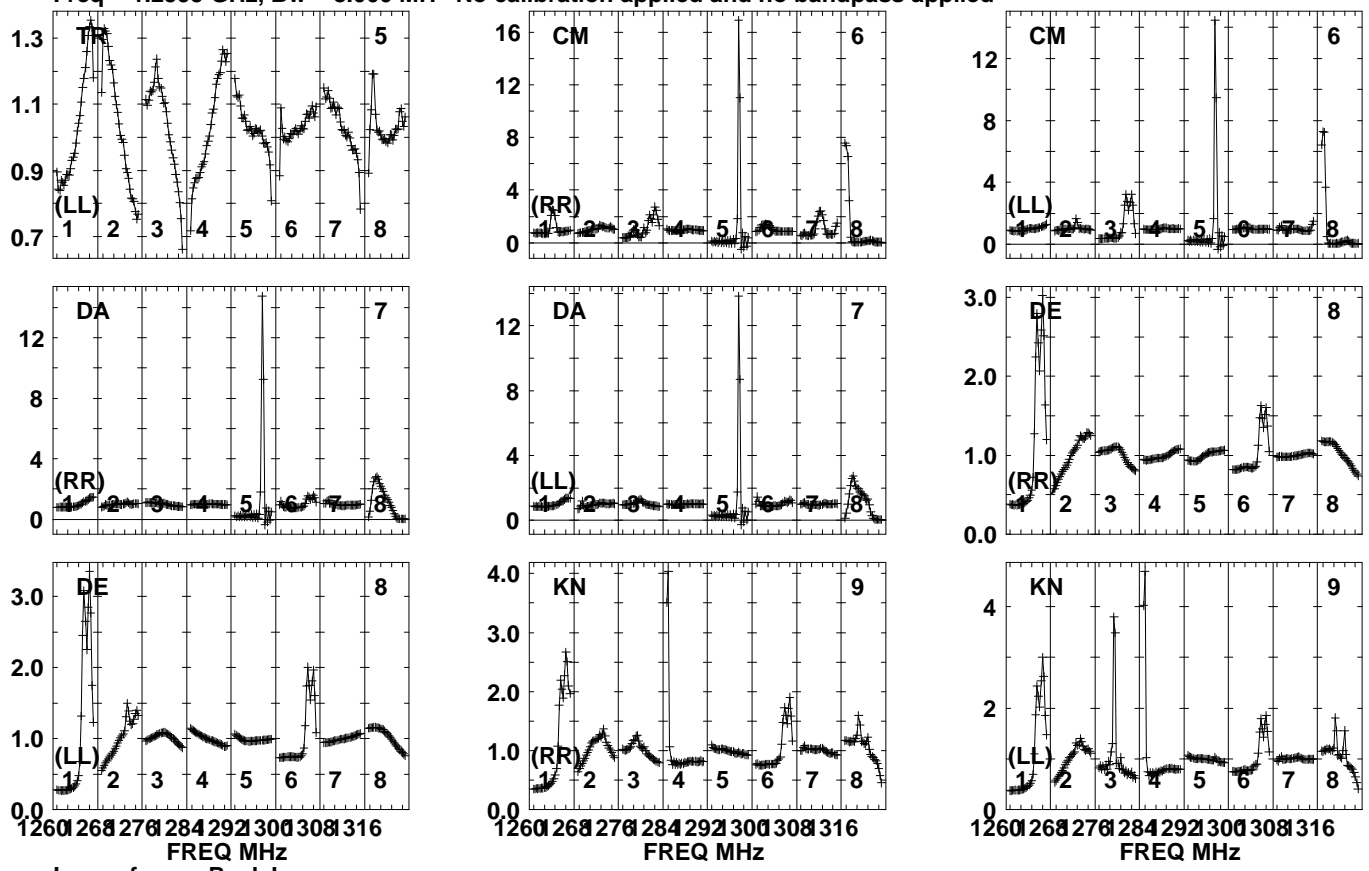 No calibration applied and no bandpass applied
TR 5
1.3
1.1
0.9
0.7
(LL)
1 2 3 4 5 6 7 8
CM 6
16
12
8
4
0
(RR)
1 2 3 4 5 6 7 8
CM 6
12
8
4
0
(LL)
1 2 3 4 5 6 7 8
DA 7
12
8
4
0
(RR)
1 2 3 4 5 6 7 8
DA 7
12
8
4
0
(LL)
1 2 3 4 5 6 7 8
DE 8
3.0
2.0
1.0
0.0
(RR)
1 2 3 4 5 6 7 8
DE 8
3.0
2.0
1.0
0.0
(LL)
1 2 3 4 5 6 7 8
1260 1268 1276 1284 1292 1300 1308 1316
FREQ MHz
KN 9
4.0
3.0
2.0
1.0
0.0
(RR)
1 2 3 4 5 6 7 8
1260 1268 1276 1284 1292 1300 1308 1316
FREQ MHz
KN 9
4
2
0
(LL)
1 2 3 4 5 6 7 8
1260 1268 1276 1284 1292 1300 1308 1316
FREQ MHz